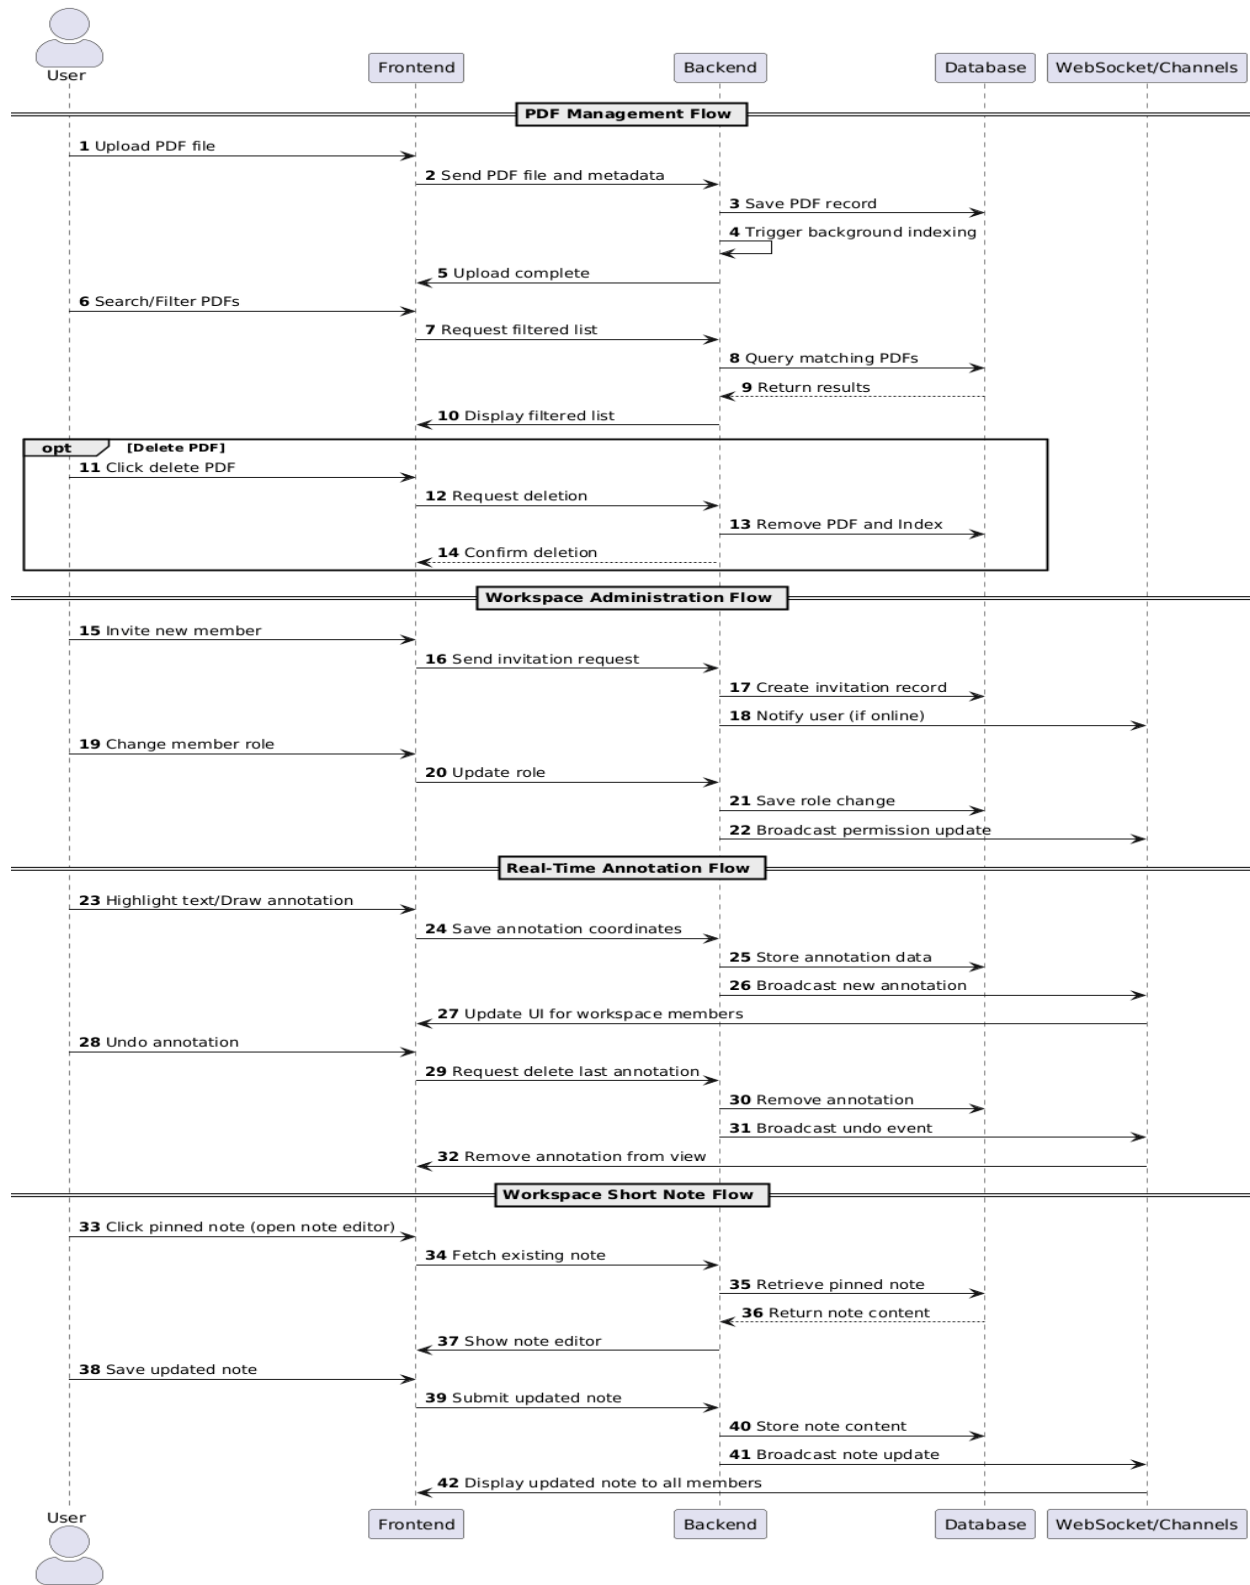 User
Frontend
Backend
Database
WebSocket/Channels
PDF Management Flow
1 Upload PDF file
2 Send PDF file and metadata
3 Save PDF record
4 Trigger background indexing
5 Upload complete
6 Search/Filter PDFs
7 Request filtered list
8 Query matching PDFs
9 Return results
10 Display filtered list
opt [Delete PDF]
11 Click delete PDF
12 Request deletion
13 Remove PDF and Index
14 Confirm deletion
Workspace Administration Flow
15 Invite new member
16 Send invitation request
17 Create invitation record
18 Notify user (if online)
19 Change member role
20 Update role
21 Save role change
22 Broadcast permission update
Real-Time Annotation Flow
23 Highlight text/Draw annotation
24 Save annotation coordinates
25 Store annotation data
26 Broadcast new annotation
27 Update UI for workspace members
28 Undo annotation
29 Request delete last annotation
30 Remove annotation
31 Broadcast undo event
32 Remove annotation from view
Workspace Short Note Flow
33 Click pinned note (open note editor)
34 Fetch existing note
35 Retrieve pinned note
36 Return note content
37 Show note editor
38 Save updated note
39 Submit updated note
40 Store note content
41 Broadcast note update
42 Display updated note to all members
User
Frontend
Backend
Database
WebSocket/Channels